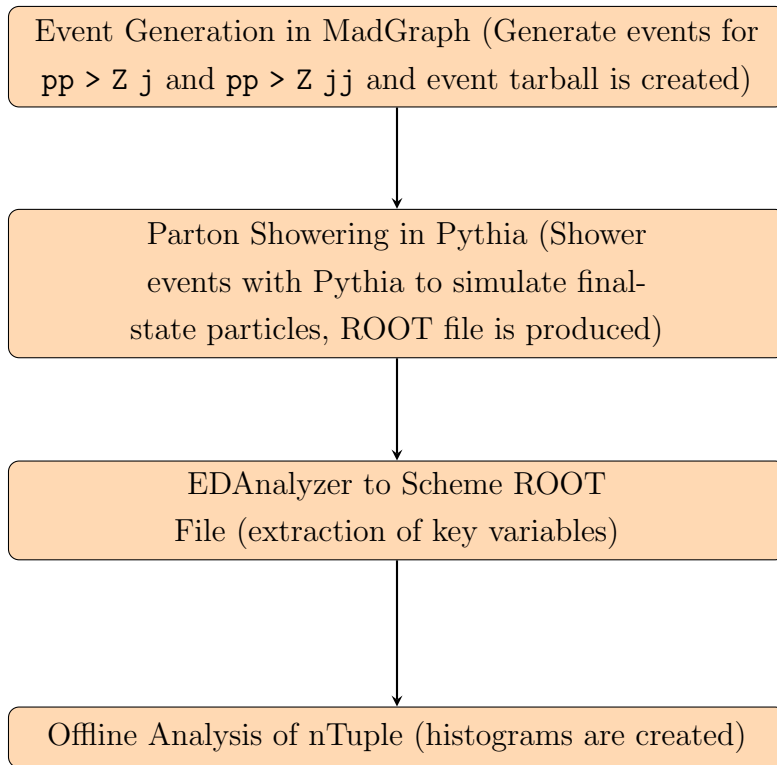 Event Generation in MadGraph (Generate events for
pp > Z j and pp > Z jj and event tarball is created)
Parton Showering in Pythia (Shower
events with Pythia to simulate final-
state particles, ROOT file is produced)
EDAnalyzer to Scheme ROOT
File (extraction of key variables)
Offline Analysis of nTuple (histograms are created)